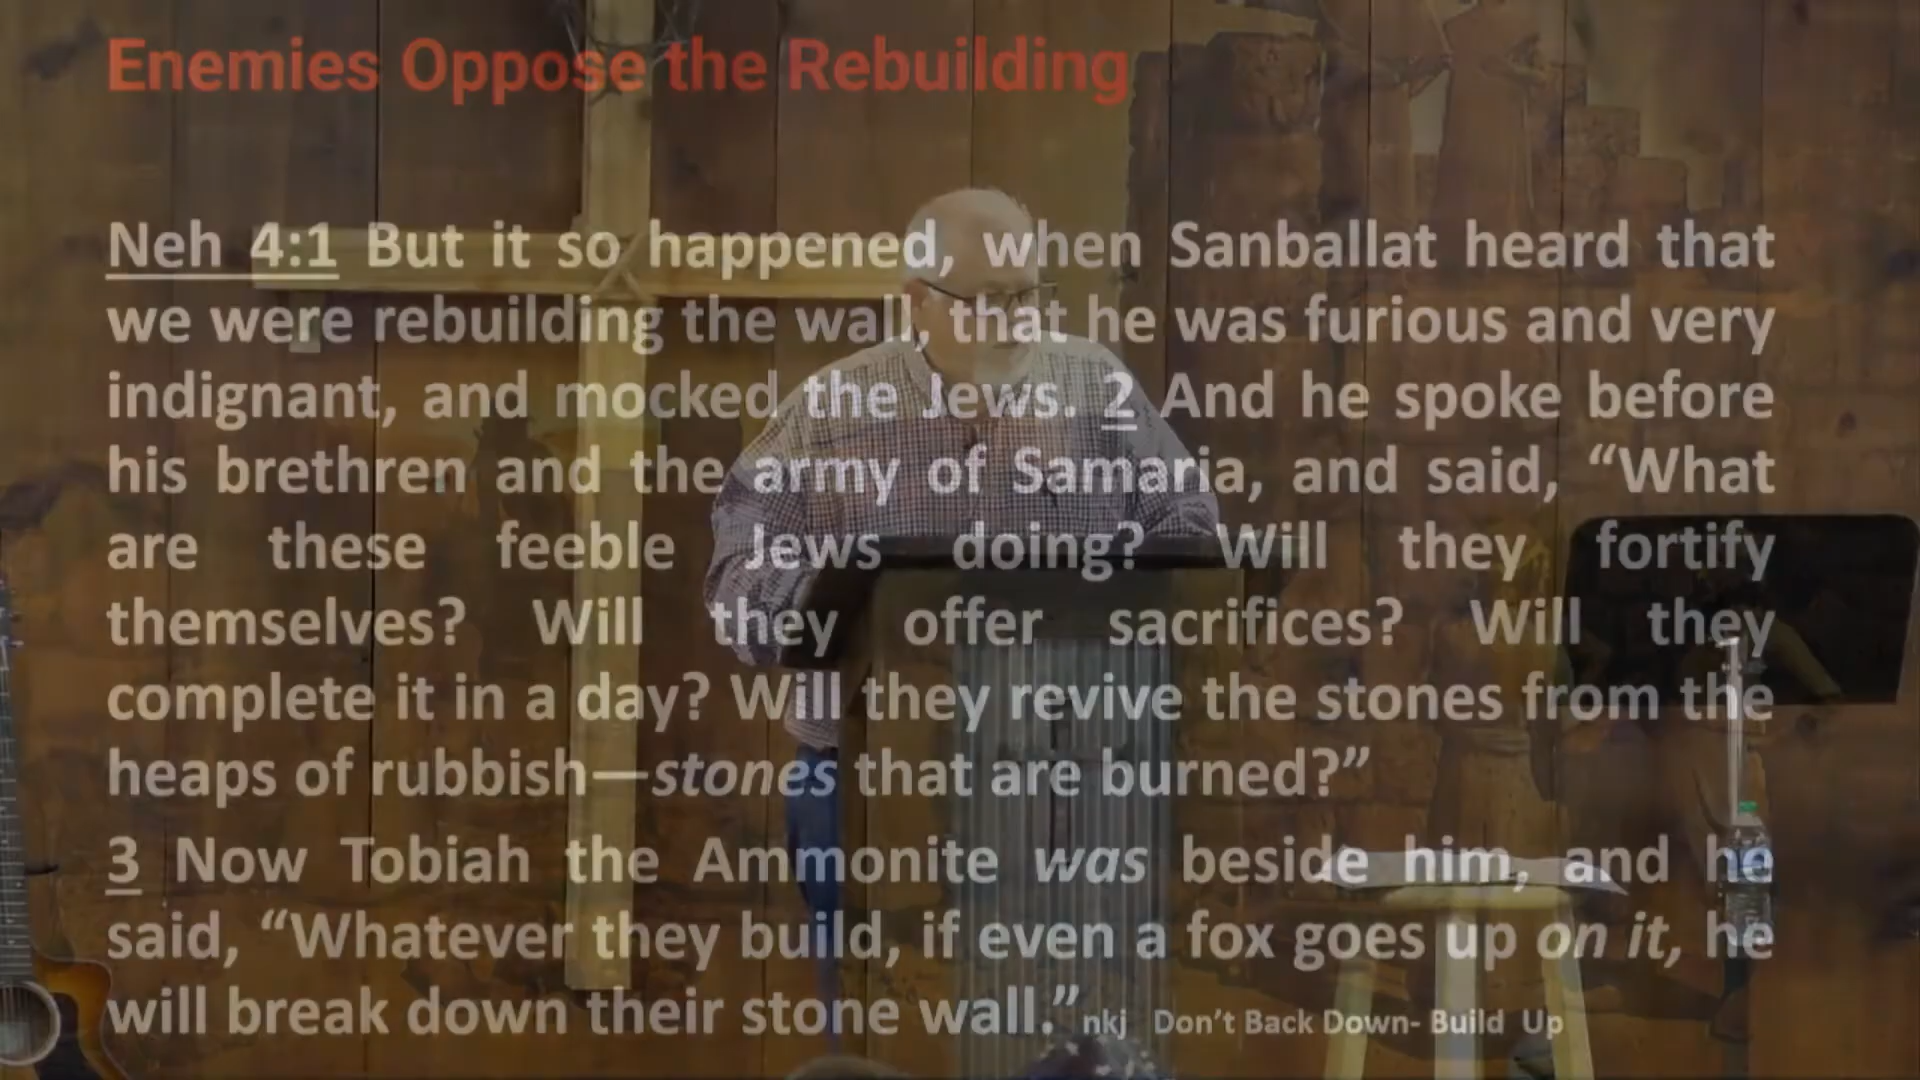 Enemies Oppose the Rebuilding
Neh 4:1 But it so happened, when Sanballat heard that
we were rebuilding the wall, that he was furious and very
indignant, and mocked the Jews. 2 And he spoke before
his brethren and the army of Samaria, and said, “What
are these feeble Jews doing? Will they fortify
themselves? Will they offer sacrifices? Will they
complete it in a day? Will they revive the stones from the
heaps of rubbish—stones that are burned?”
3 Now Tobiah the Ammonite was beside him, and he
said, “Whatever they build, if even a fox goes up on it, he
will break down their stone wall.” nkj Don’t Back Down- Build Up